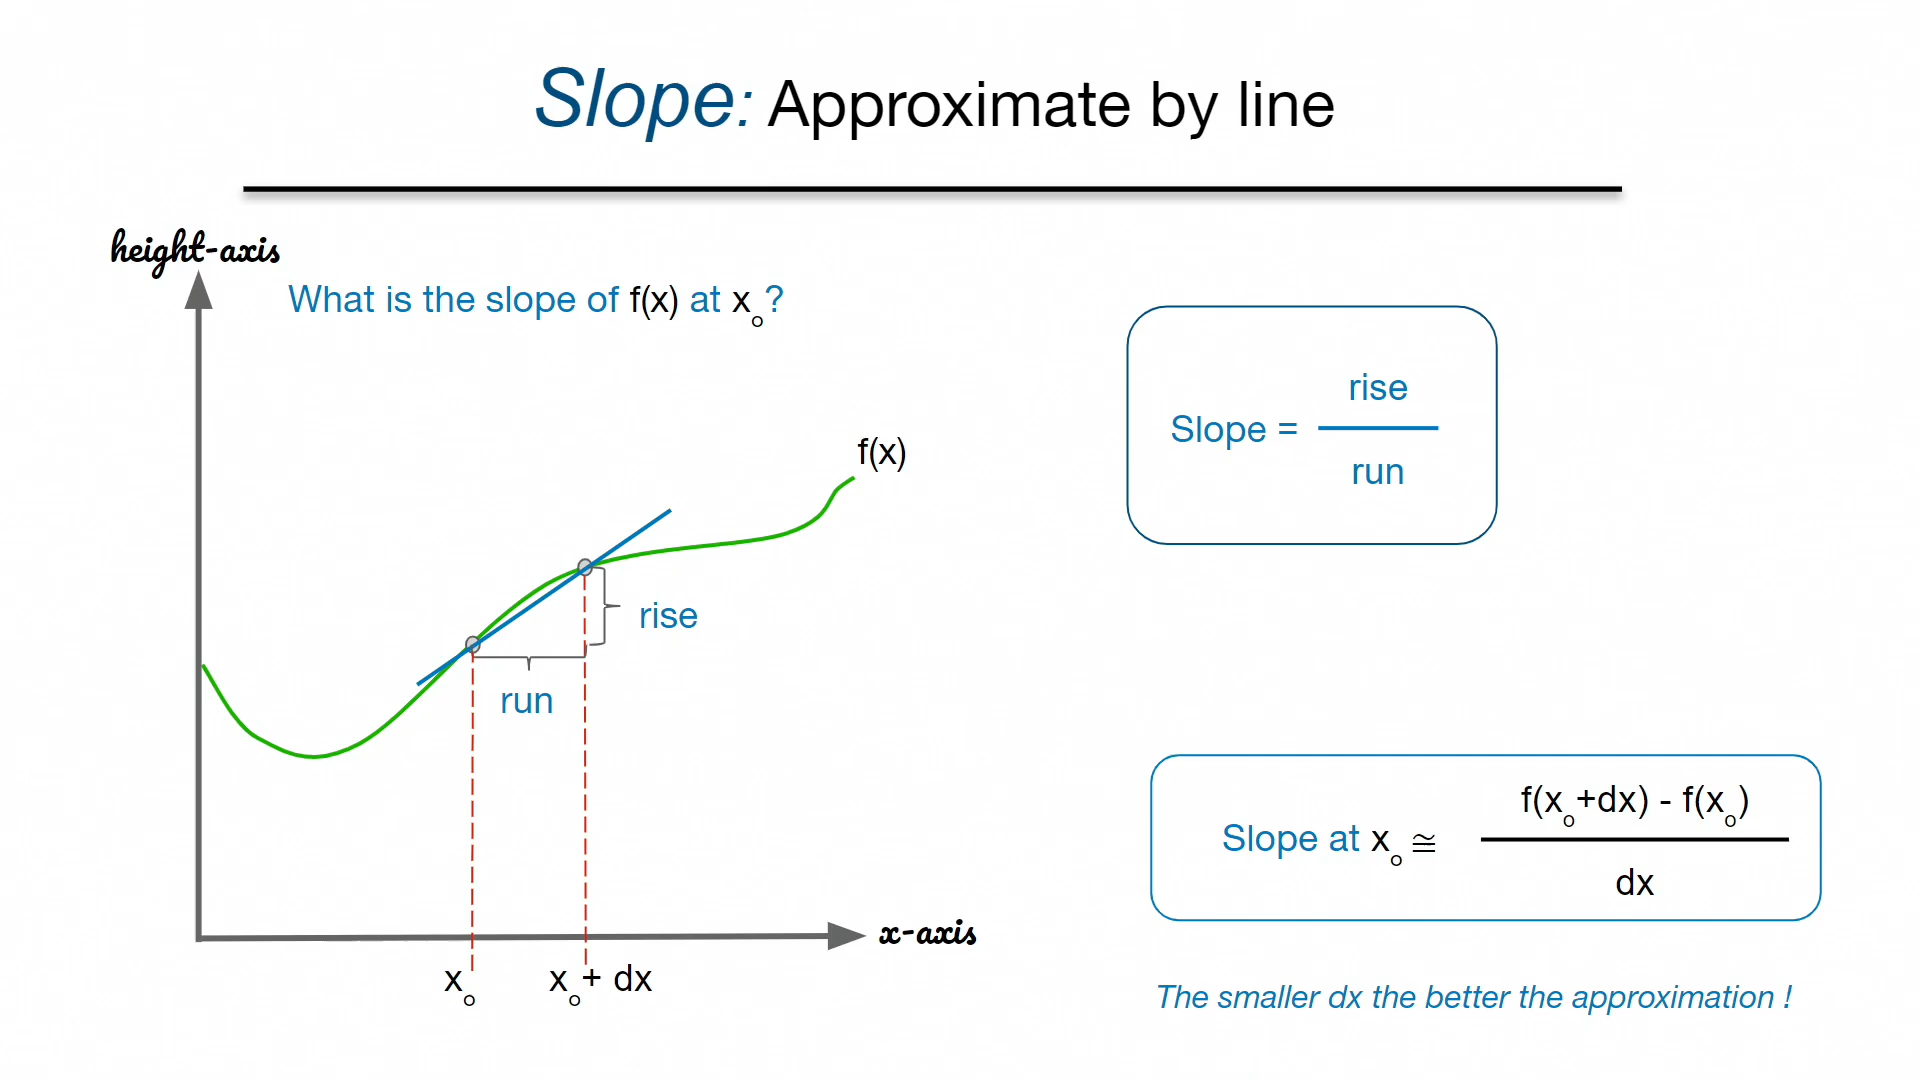 Slope: Approximate by line
height-axis
What is the slope of f(x) at xₒ?
f(x)
rise
run
x-axis
xₒ
xₒ+ dx
rise
Slope =
run
f(xₒ+dx) - f(xₒ)
Slope at xₒ ≅
dx
The smaller dx the better the approximation !